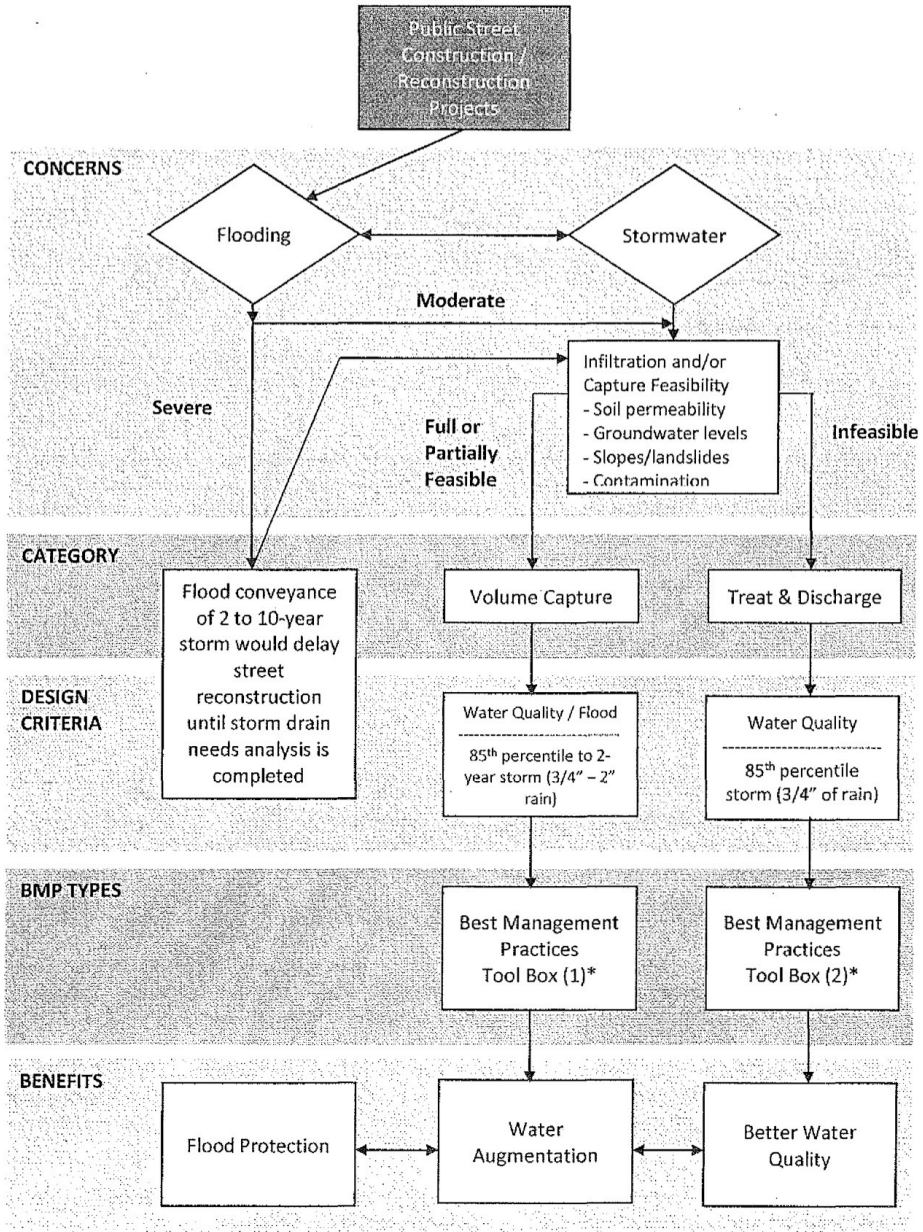 Public Street
Construction /
Reconstruction
Projects
CONCERNS
Flooding
Stormwater
Moderate
Severe
Infiltration and/or
Capture Feasibility
- Soil permeability
- Groundwater levels
- Slopes/landslides
- Contamination
Full or
Partially
Feasible
Infeasible
CATEGORY
Flood conveyance
of 2 to 10-year
storm would delay
street
reconstruction
until storm drain
needs analysis is
completed
Volume Capture
Treat & Discharge
DESIGN
CRITERIA
Water Quality / Flood
85th percentile to 2-
year storm (3/4" – 2"
rain)
Water Quality
85th percentile
storm (3/4" of rain)
BMP TYPES
Best Management
Practices
Tool Box (1)*
Best Management
Practices
Tool Box (2)*
BENEFITS
Flood Protection
Water
Augmentation
Better Water
Quality